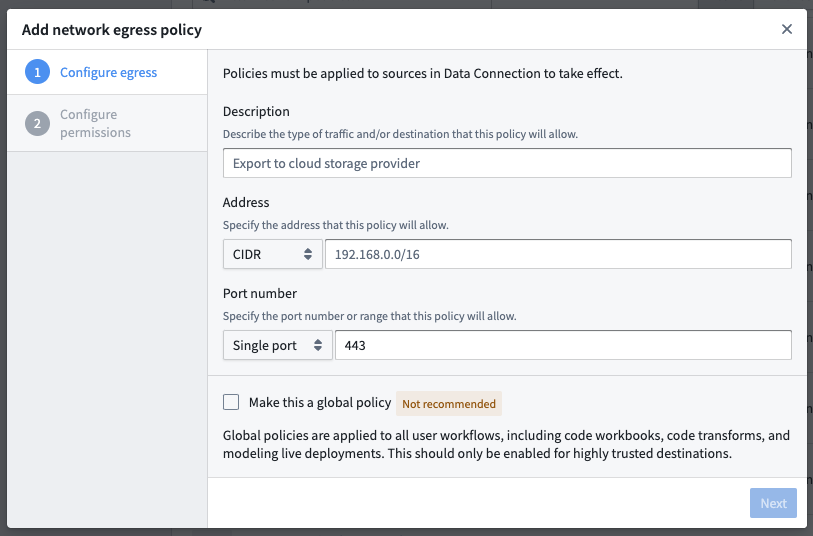 Add network egress policy
1 Configure egress
2 Configure
permissions
Policies must be applied to sources in Data Connection to take effect.
Description
Describe the type of traffic and/or destination that this policy will allow.
Export to cloud storage provider
Address
Specify the address that this policy will allow.
CIDR 192.168.0.0/16
Port number
Specify the port number or range that this policy will allow.
Single port 443
Make this a global policy Not recommended
Global policies are applied to all user workflows, including code workbooks, code transforms, and
modeling live deployments. This should only be enabled for highly trusted destinations.
Next